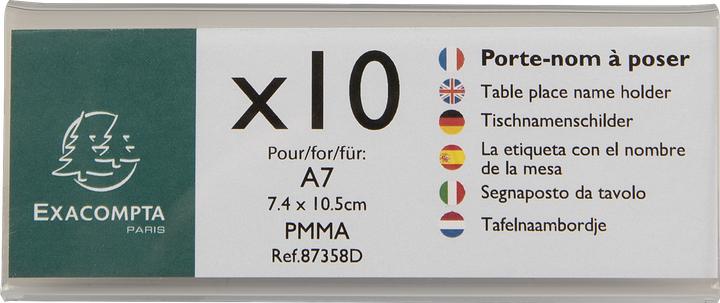 EXACOMPTA
PARIS
x10
Pour/for/für:
A7
7.4 x 10.5cm
PMMA
Ref.87358D
Porte-nom à poser
Table place name holder
Tischnamenschilder
La etiqueta con el nombre
de la mesa
Segnaposto da tavolo
Tafelnaambordje